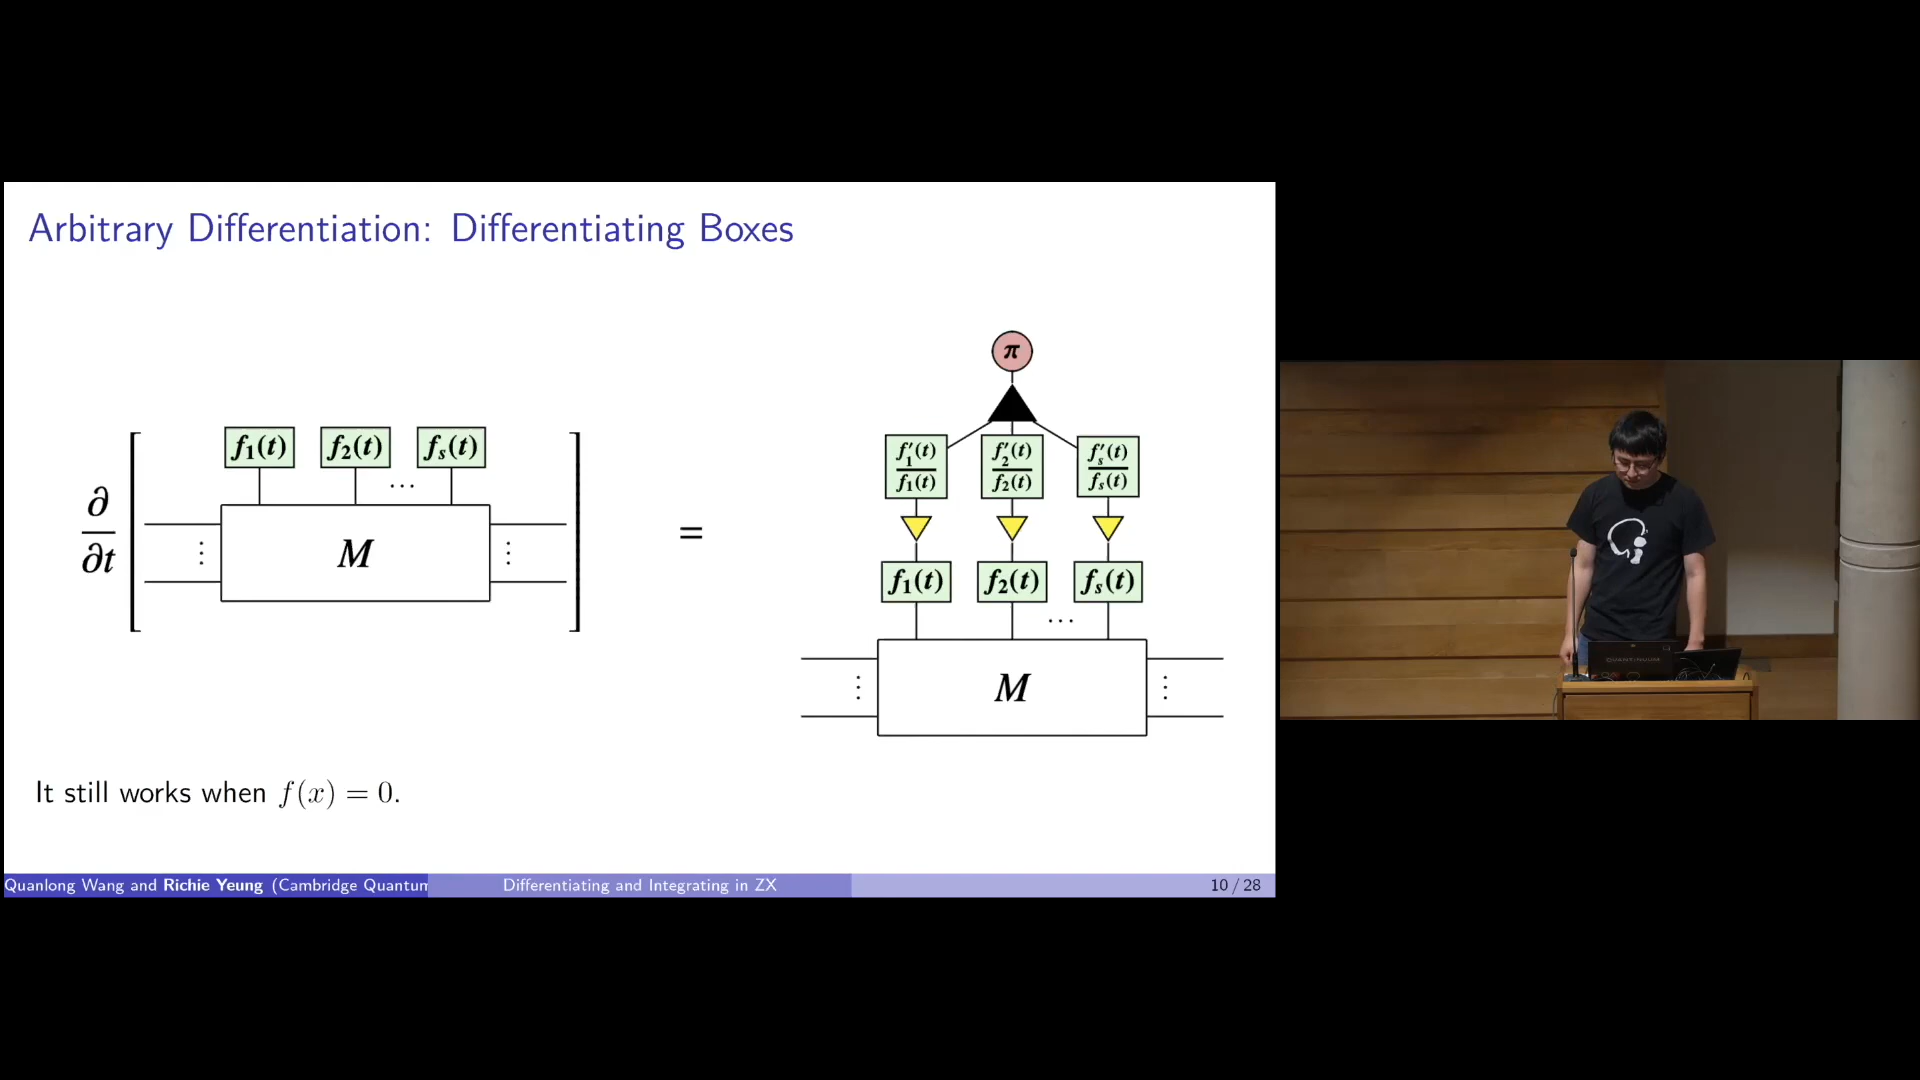 Arbitrary Differentiation: Differentiating Boxes
π
∂/∂t [ f₁(t) f₂(t) ⋯ fₛ(t)
M ]
=
f′₁(t)/f₁(t) f′₂(t)/f₂(t) f′ₛ(t)/fₛ(t)
f₁(t) f₂(t) ⋯ fₛ(t)
M
It still works when f(x) = 0.
Quanlong Wang and Richie Yeung (Cambridge Quantum
Differentiating and Integrating in ZX
10 / 28
QUANTINUUM